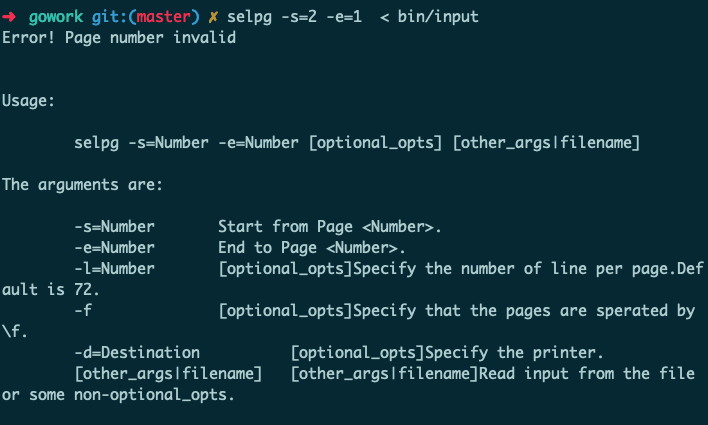 ➜ gowork git:(master) ✗ selpg -s=2 -e=1 < bin/input
Error! Page number invalid
Usage:
selpg -s=Number -e=Number [optional_opts] [other_args|filename]
The arguments are:
-s=Number Start from Page <Number>.
-e=Number End to Page <Number>.
-l=Number [optional_opts]Specify the number of line per page.Def
ault is 72.
-f [optional_opts]Specify that the pages are sperated by
\f.
-d=Destination [optional_opts]Specify the printer.
[other_args|filename] [other_args|filename]Read input from the file
or some non-optional_opts.